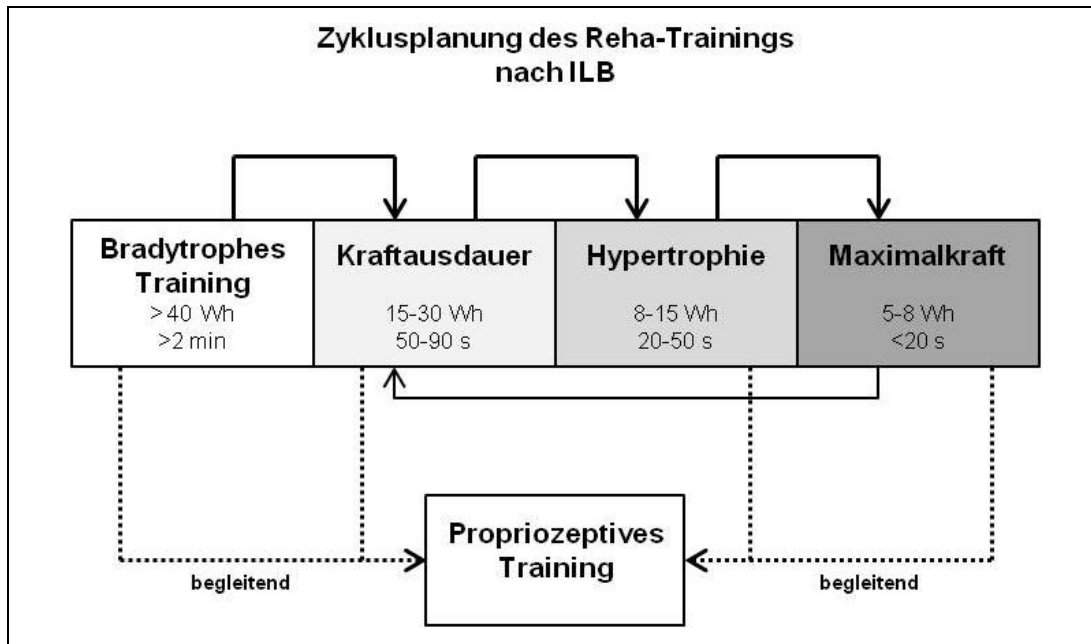 Zyklusplanung des Reha-Trainings
nach ILB
Bradytrophes
Training
>40 Wh
>2 min
Kraftausdauer
15-30 Wh
50-90 s
Hypertrophie
8-15 Wh
20-50 s
Maximalkraft
5-8 Wh
<20 s
Propriozeptives
Training
begleitend
begleitend